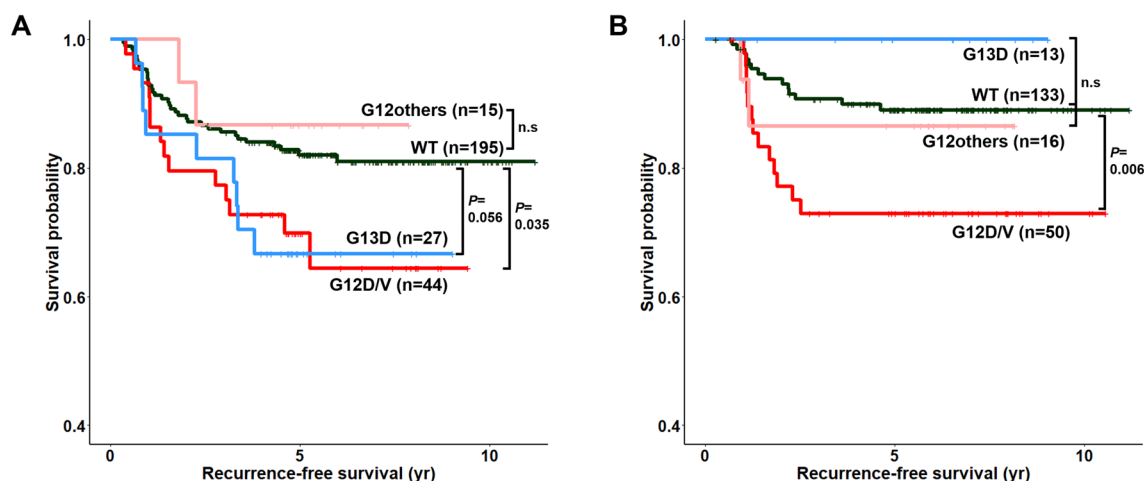 A
1.0
0.8
0.6
0.4
Survival probability
G12others (n=15)
n.s
WT (n=195)
P=
0.056
P=
0.035
G13D (n=27)
G12D/V (n=44)
0
5
10
Recurrence-free survival (yr)
B
1.0
0.8
0.6
0.4
Survival probability
G13D (n=13)
n.s
WT (n=133)
G12others (n=16)
P=
0.006
G12D/V (n=50)
0
5
10
Recurrence-free survival (yr)